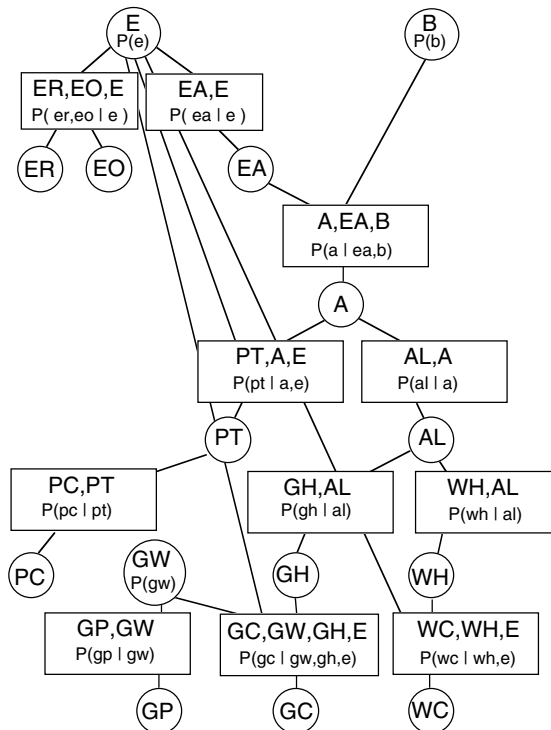 E
P(e)
B
P(b)
ER,EO,E
P( er,eo | e )
EA,E
P( ea | e )
ER
EO
EA
A,EA,B
P(a | ea,b)
A
PT,A,E
P(pt | a,e)
AL,A
P(al | a)
PT
AL
PC,PT
P(pc | pt)
GH,AL
P(gh | al)
WH,AL
P(wh | al)
PC
GW
P(gw)
GH
WH
GP,GW
P(gp | gw)
GC,GW,GH,E
P(gc | gw,gh,e)
WC,WH,E
P(wc | wh,e)
GP
GC
WC